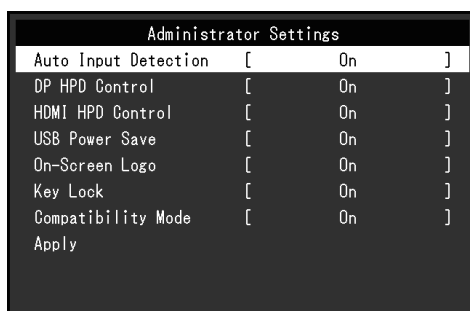 Administrator Settings
Auto Input Detection [ On ]
DP HPD Control [ On ]
HDMI HPD Control [ On ]
USB Power Save [ On ]
On-Screen Logo [ On ]
Key Lock [ On ]
Compatibility Mode [ On ]
Apply